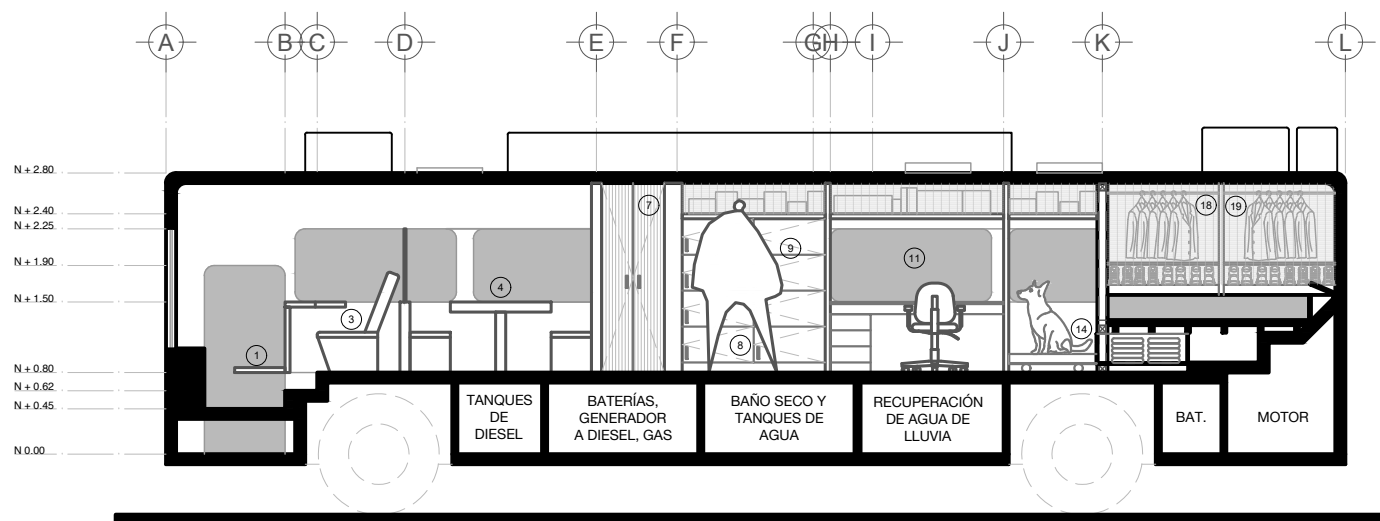 A B C D E F G H I J K L
N + 2.80
N + 2.40
N + 2.25
N + 1.90
N + 1.50
N + 0.80
N + 0.62
N + 0.45
N 0.00
7
18
19
9
11
4
3
14
8
1
TANQUES
DE
DIESEL
BATERÍAS,
GENERADOR
A DIESEL, GAS
BAÑO SECO Y
TANQUES DE
AGUA
RECUPERACIÓN
DE AGUA DE
LLUVIA
BAT.
MOTOR